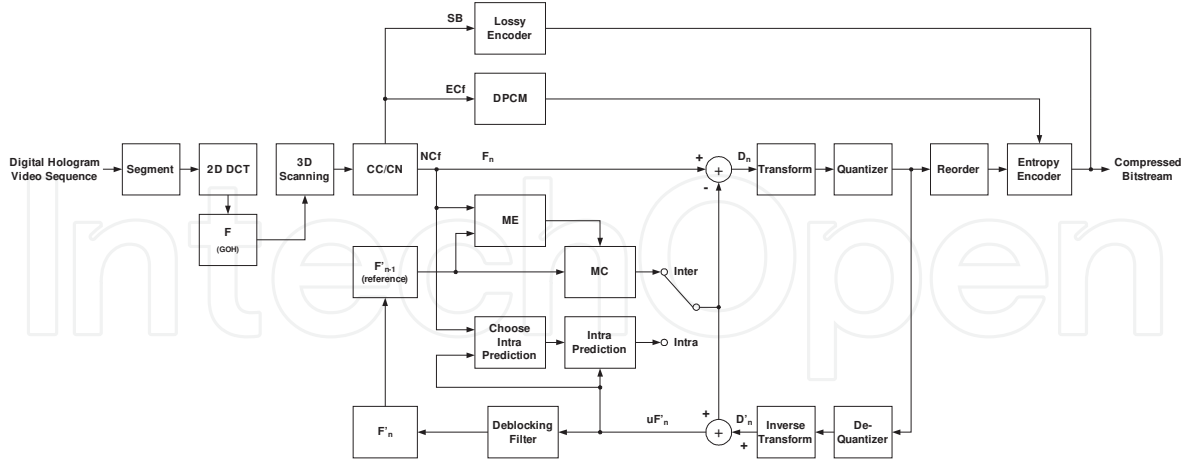 SB
Lossy
Encoder
ECf
DPCM
Digital Hologram
Video Sequence
Segment
2D DCT
3D
Scanning
CC/CN
NCf
Fn
+
+
-
Dn
Transform
Quantizer
Reorder
Entropy
Encoder
Compressed
Bitstream
F
(GOH)
ME
F'n-1
(reference)
MC
Inter
Choose
Intra
Prediction
Intra
Prediction
Intra
F'n
Deblocking
Filter
uF'n
+
+
D'n
+
Inverse
Transform
De-
Quantizer
IntechOpen